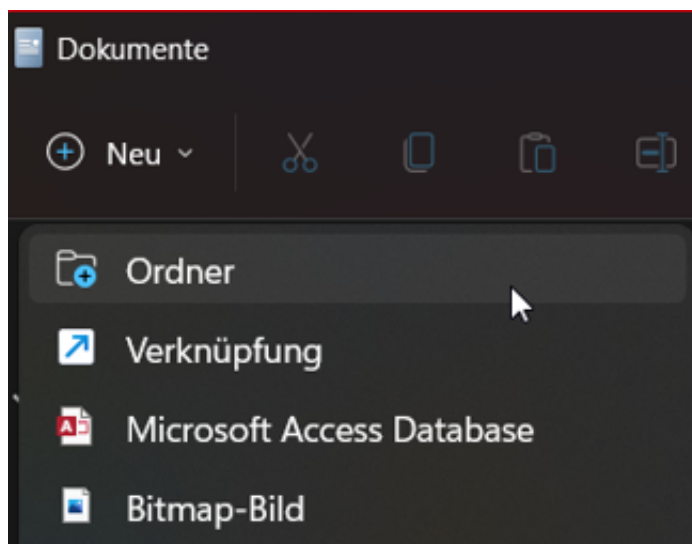 Dokumente
Neu
Ordner
Verknüpfung
Microsoft Access Database
Bitmap-Bild